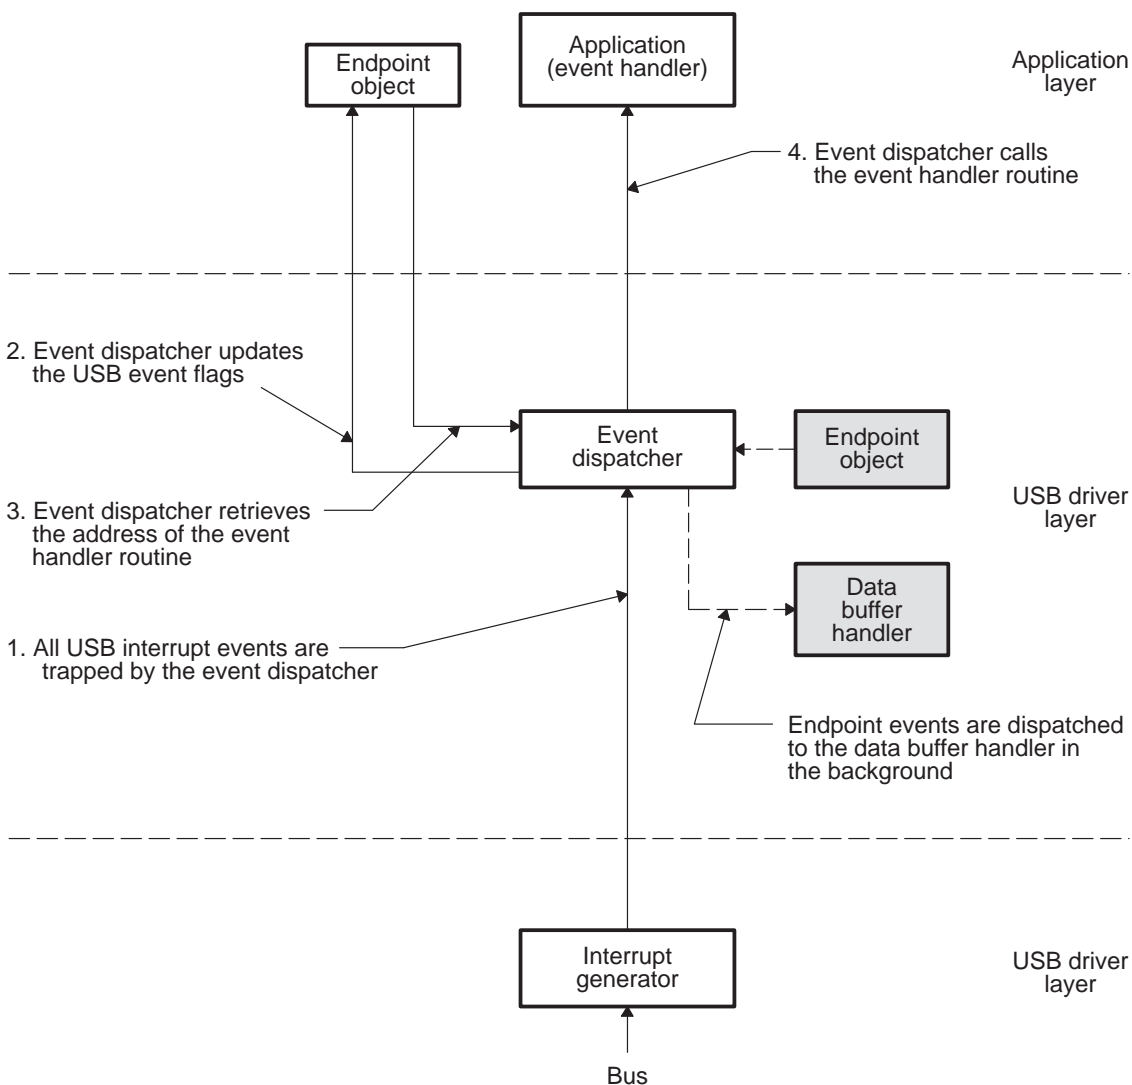 Endpoint
object
Application
(event handler)
Application
layer
4. Event dispatcher calls
the event handler routine
2. Event dispatcher updates
the USB event flags
Event
dispatcher
Endpoint
object
USB driver
layer
3. Event dispatcher retrieves
the address of the event
handler routine
Data
buffer
handler
1. All USB interrupt events are
trapped by the event dispatcher
Endpoint events are dispatched
to the data buffer handler in
the background
Interrupt
generator
USB driver
layer
Bus